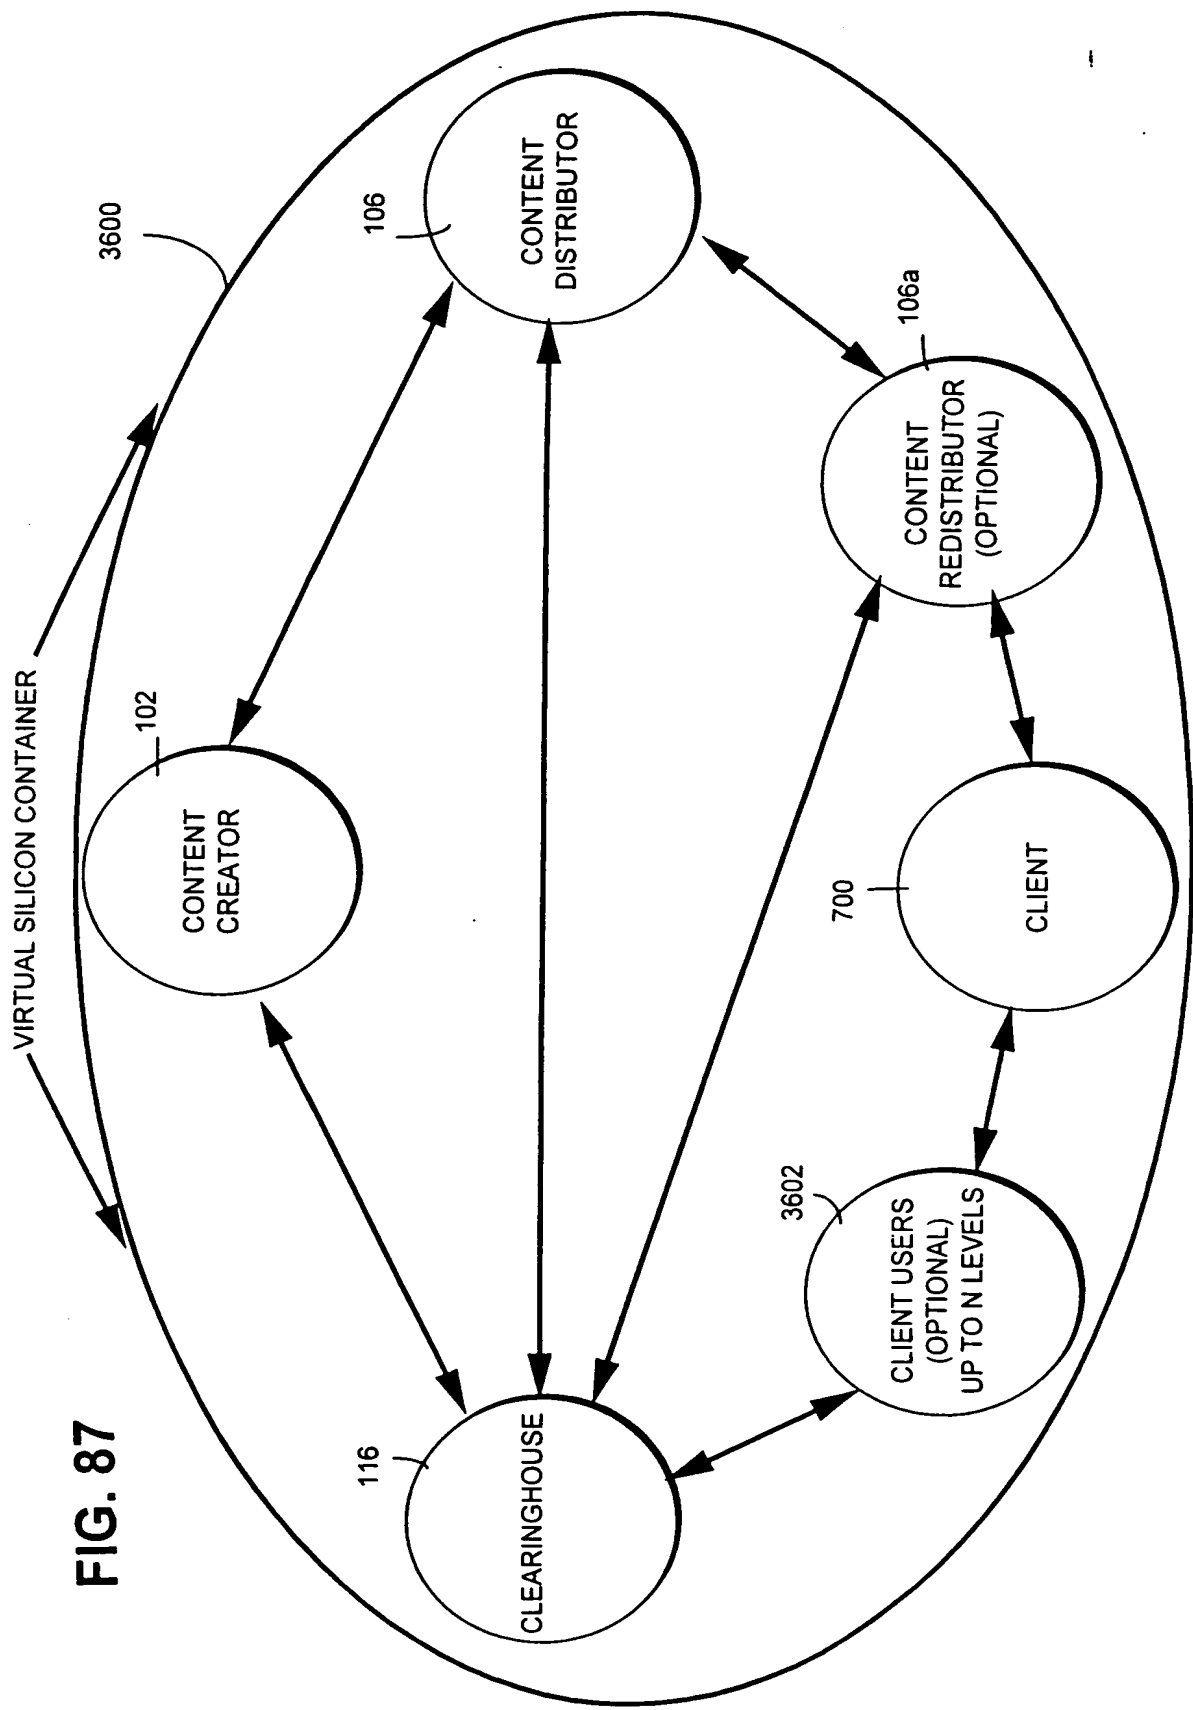 FIG. 87
VIRTUAL SILICON CONTAINER
3600
102
CONTENT
CREATOR
106
CONTENT
DISTRIBUTOR
116
CLEARINGHOUSE
106a
CONTENT
REDISTRIBUTOR
(OPTIONAL)
3602
CLIENT USERS
(OPTIONAL)
UP TO N LEVELS
700
CLIENT